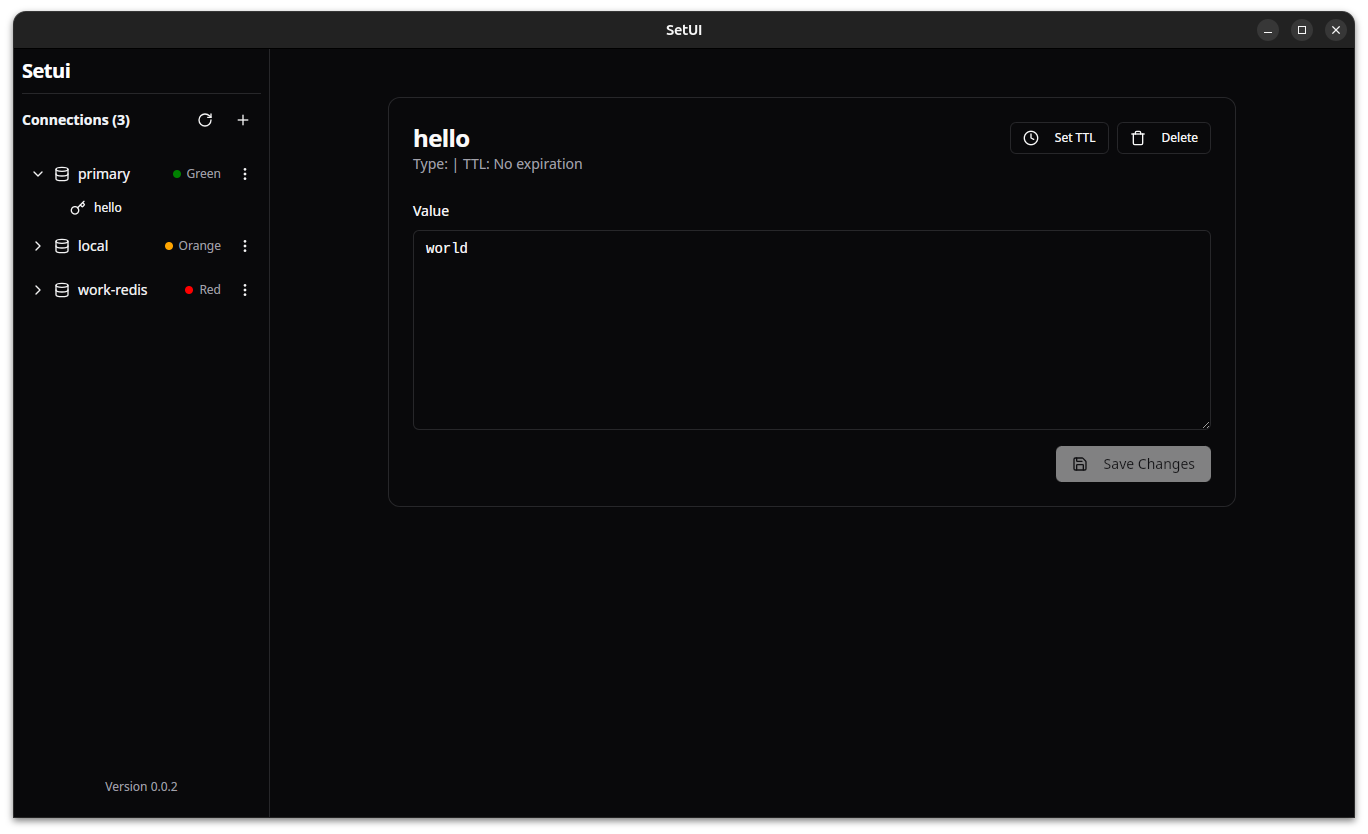 SetUI
Setui
Connections (3)
primary Green
hello
local Orange
work-redis Red
Version 0.0.2
hello
Type: | TTL: No expiration
Set TTL
Delete
Value
world
Save Changes